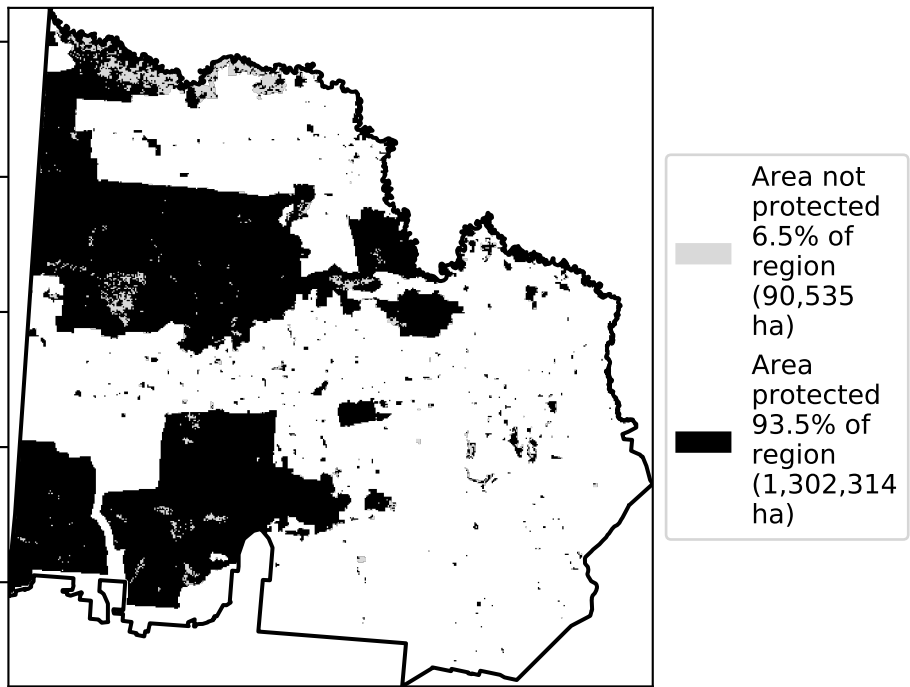 Area not
protected
6.5% of
region
(90,535
ha)
Area
protected
93.5% of
region
(1,302,314
ha)